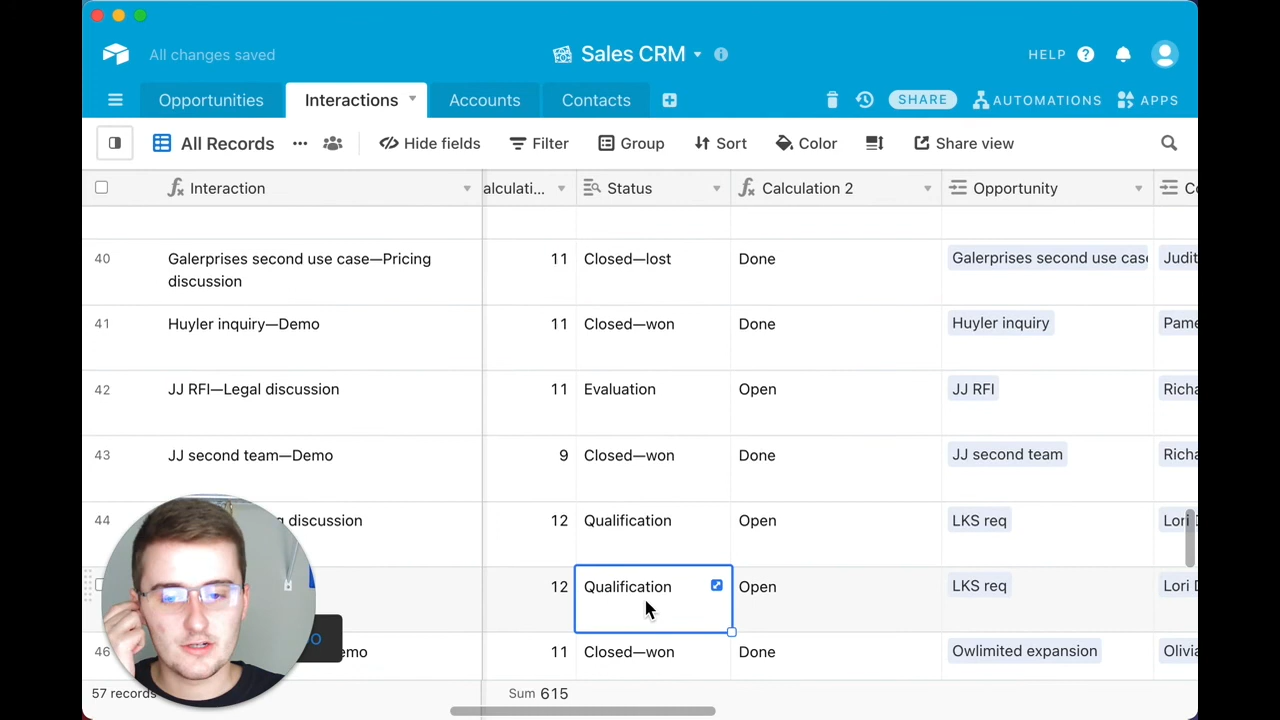 All changes saved
Sales CRM
HELP
Opportunities
Interactions
Accounts
Contacts
SHARE
AUTOMATIONS
APPS
All Records
Hide fields
Filter
Group
Sort
Color
Share view
Interaction
alculati...
Status
Calculation 2
Opportunity
40
Galerprises second use case—Pricing
discussion
11
Closed—lost
Done
Galerprises second use case
Judit
41
Huyler inquiry—Demo
11
Closed—won
Done
Huyler inquiry
Pame
42
JJ RFI—Legal discussion
11
Evaluation
Open
JJ RFI
Richa
43
JJ second team—Demo
9
Closed—won
Done
JJ second team
Richa
44
discussion
12
Qualification
Open
LKS req
Lori D
12
Qualification
Open
LKS req
Lori D
46
emo
11
Closed—won
Done
Owlimited expansion
Olivia
57 records
Sum 615